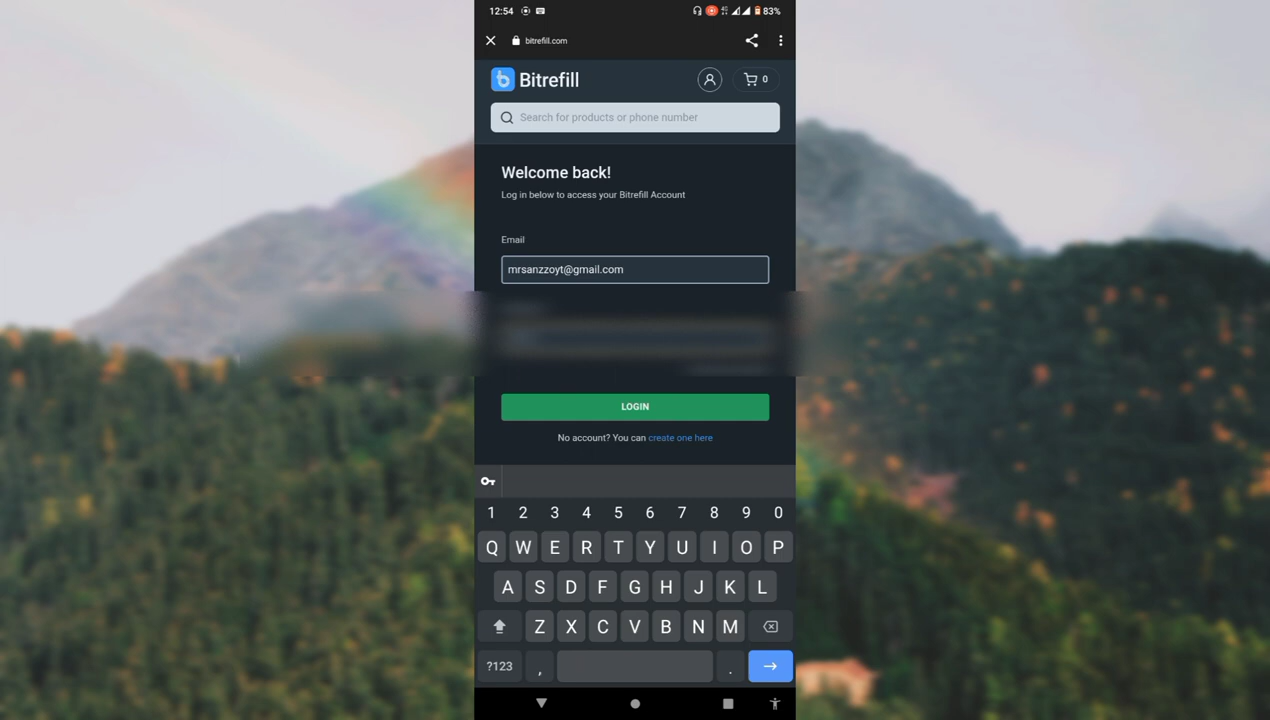 12:54 83%
bitrefill.com
Bitrefill 0
Search for products or phone number
Welcome back!
Log in below to access your Bitrefill Account
Email
mrsanzzoyt@gmail.com
LOGIN
No account? You can create one here
1 2 3 4 5 6 7 8 9 0
Q W E R T Y U I O P
A S D F G H J K L
Z X C V B N M
?123 , .